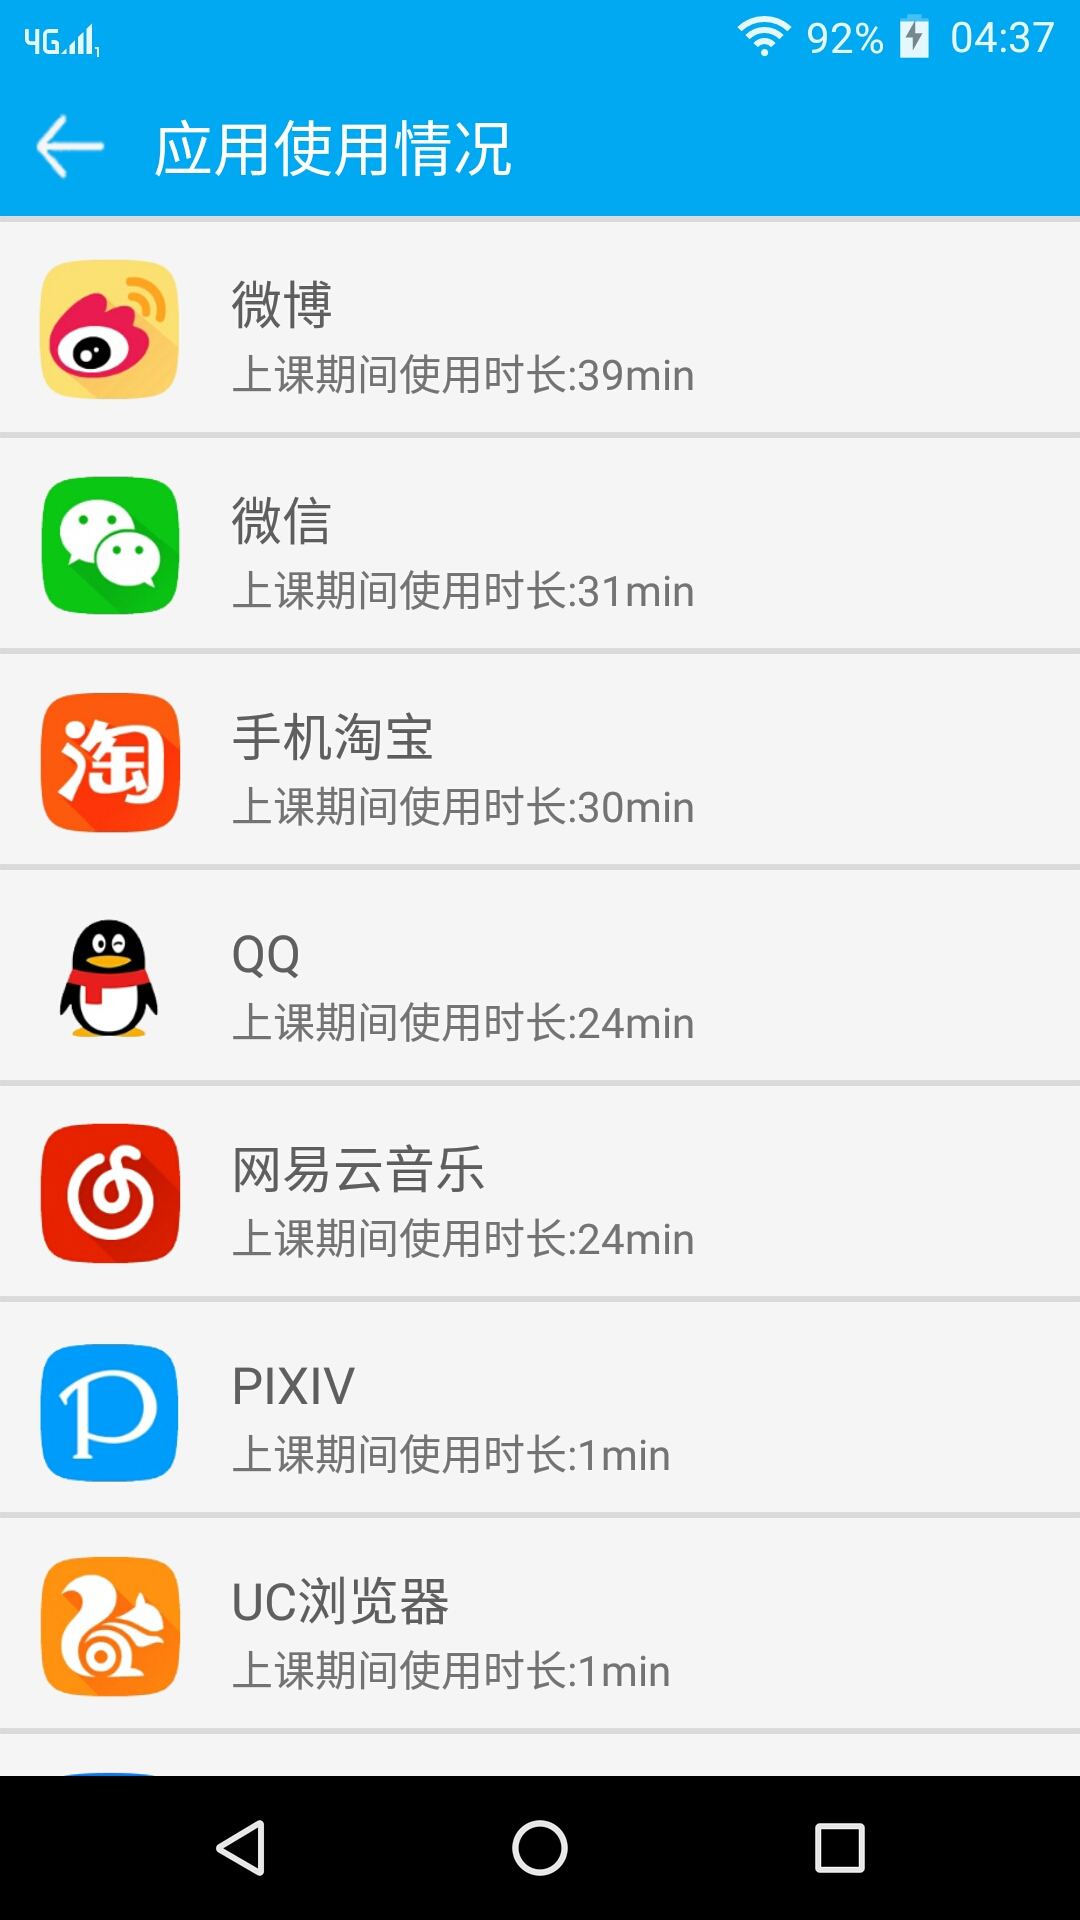 4G 1 92% 04:37
应用使用情况
微博
上课期间使用时长:39min
微信
上课期间使用时长:31min
淘
手机淘宝
上课期间使用时长:30min
QQ
上课期间使用时长:24min
网易云音乐
上课期间使用时长:24min
P
PIXIV
上课期间使用时长:1min
UC浏览器
上课期间使用时长:1min